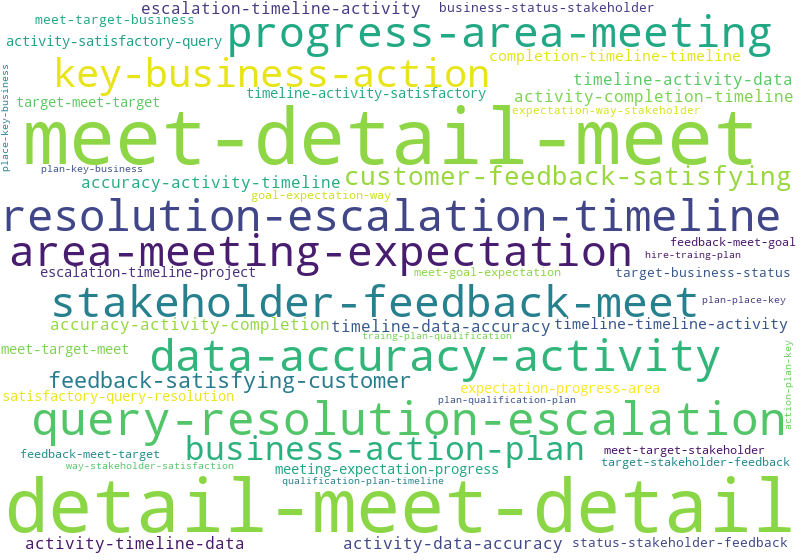 escalation-timeline-activity
business-status-stakeholder
meet-target-business
progress-area-meeting
activity-satisfactory-query
completion-timeline-timeline
key-business-action
timeline-activity-data
place-key-business
timeline-activity-satisfactory
activity-completion-timeline
target-meet-target
expectation-way-stakeholder
meet-detail-meet
plan-key-business
customer-feedback-satisfying
accuracy-activity-timeline
goal-expectation-way
resolution-escalation-timeline
area-meeting-expectation
feedback-meet-goal
hire-traing-plan
escalation-timeline-project
meet-goal-expectation
target-business-status
stakeholder-feedback-meet
plan-place-key
accuracy-activity-completion
timeline-data-accuracy
timeline-timeline-activity
traing-plan-qualification
meet-target-meet
data-accuracy-activity
action-plan-key
feedback-satisfying-customer
expectation-progress-area
satisfactory-query-resolution
plan-qualification-plan
query-resolution-escalation
business-action-plan
feedback-meet-target
meet-target-stakeholder
way-stakeholder-satisfaction
meeting-expectation-progress
target-stakeholder-feedback
qualification-plan-timeline
detail-meet-detail
activity-timeline-data
activity-data-accuracy
status-stakeholder-feedback